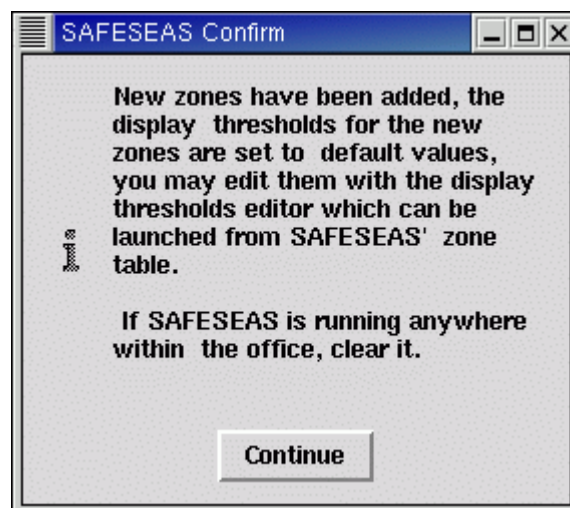 SAFESEAS Confirm
New zones have been added, the
display thresholds for the new
zones are set to default values,
you may edit them with the display
thresholds editor which can be
launched from SAFESEAS' zone
table.
If SAFESEAS is running anywhere
within the office, clear it.
Continue